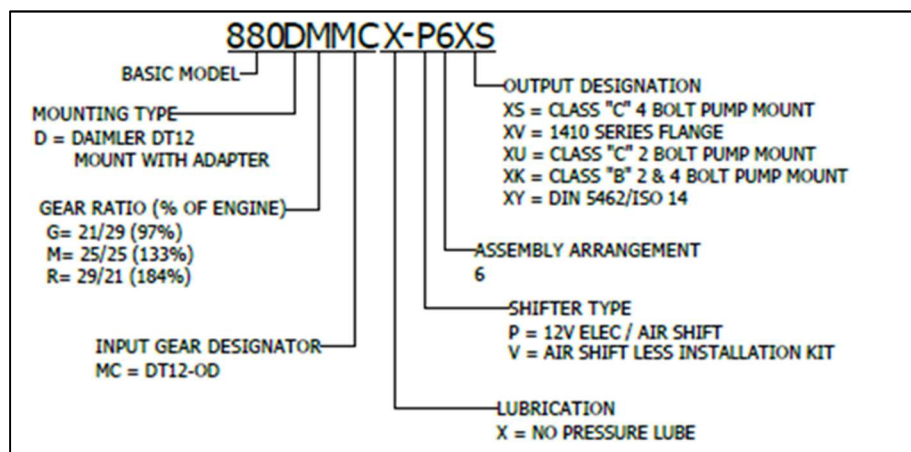 880DMMCX-P6XS
BASIC MODEL
MOUNTING TYPE
D = DAIMLER DT12
MOUNT WITH ADAPTER
GEAR RATIO (% OF ENGINE)
G= 21/29 (97%)
M= 25/25 (133%)
R= 29/21 (184%)
INPUT GEAR DESIGNATOR
MC = DT12-OD
OUTPUT DESIGNATION
XS = CLASS "C" 4 BOLT PUMP MOUNT
XV = 1410 SERIES FLANGE
XU = CLASS "C" 2 BOLT PUMP MOUNT
XK = CLASS "B" 2 & 4 BOLT PUMP MOUNT
XY = DIN 5462/ISO 14
ASSEMBLY ARRANGEMENT
6
SHIFTER TYPE
P = 12V ELEC / AIR SHIFT
V = AIR SHIFT LESS INSTALLATION KIT
LUBRICATION
X = NO PRESSURE LUBE